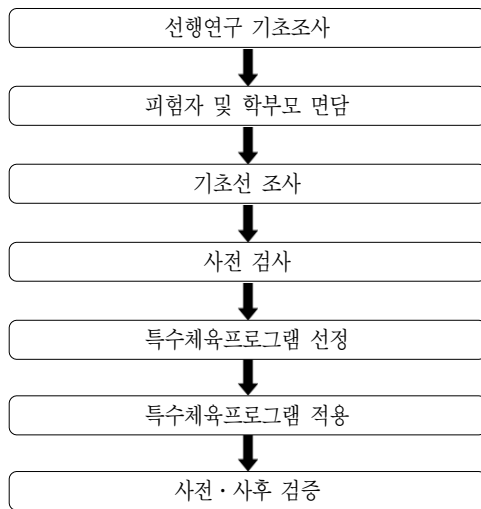 선행연구 기초조사
피험자 및 학부모 면담
기초선 조사
사전 검사
특수체육프로그램 선정
특수체육프로그램 적용
사전·사후 검증